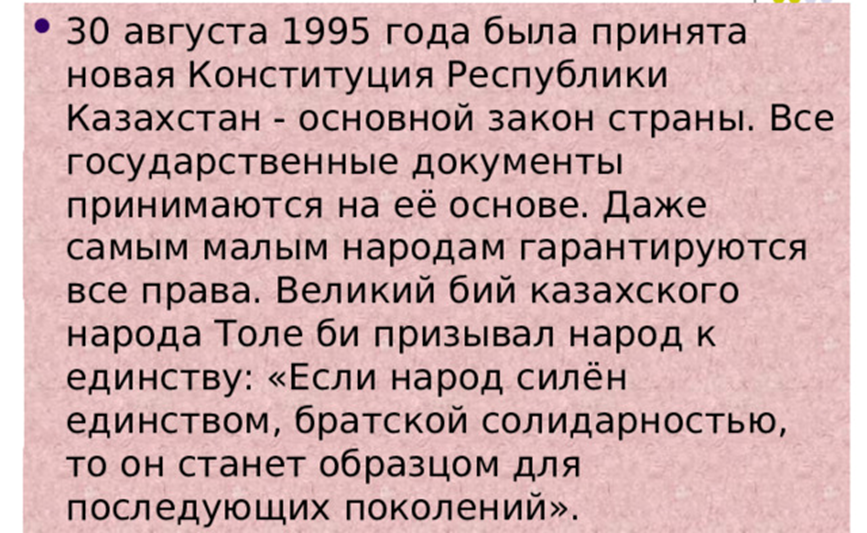 • 30 августа 1995 года была принята
новая Конституция Республики
Казахстан - основной закон страны. Все
государственные документы
принимаются на её основе. Даже
самым малым народам гарантируются
все права. Великий бий казахского
народа Толе би призывал народ к
единству: «Если народ силён
единством, братской солидарностью,
то он станет образцом для
последующих поколений».